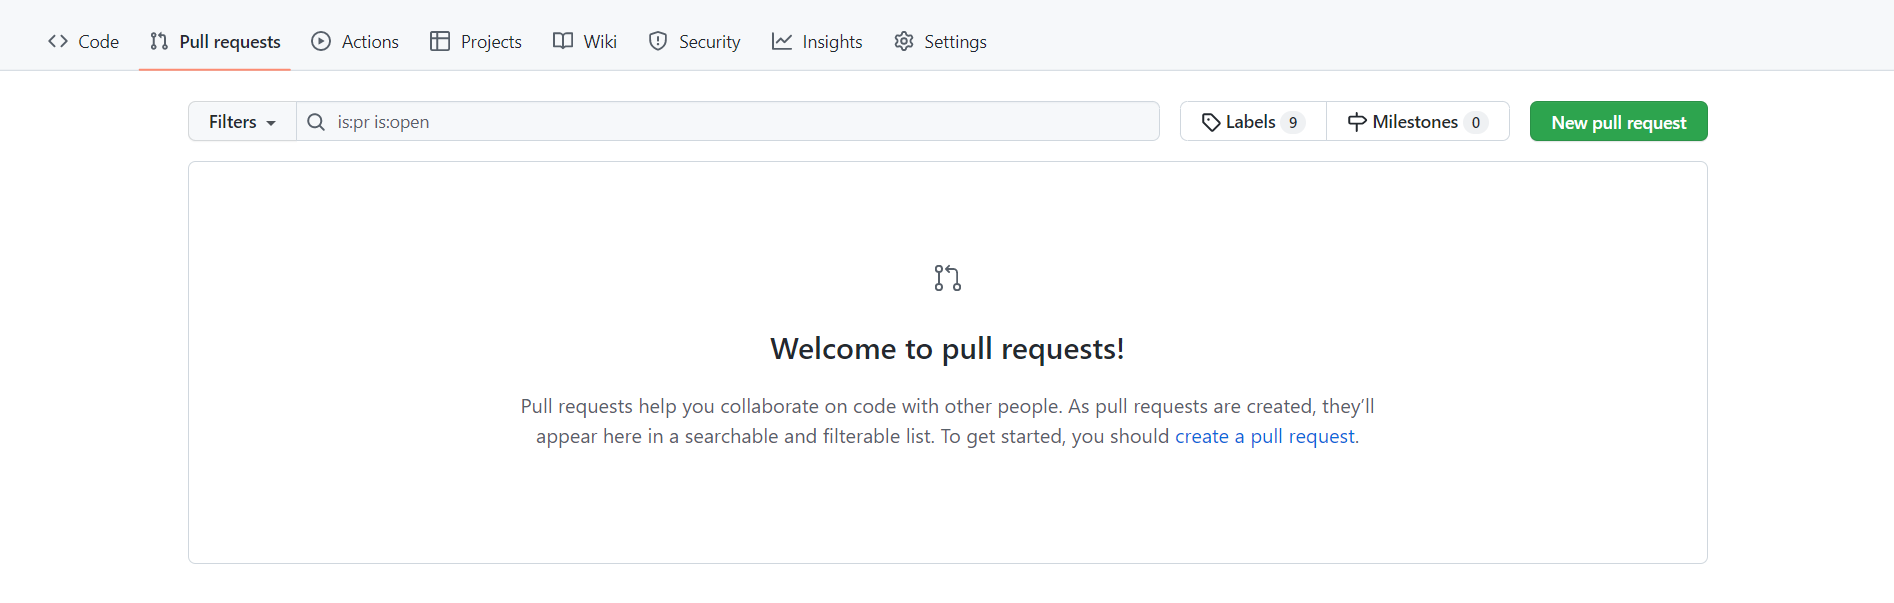 Code Pull requests Actions Projects Wiki Security Insights Settings
Filters is:pr is:open Labels 9 Milestones 0 New pull request
Welcome to pull requests!
Pull requests help you collaborate on code with other people. As pull requests are created, they’ll
appear here in a searchable and filterable list. To get started, you should create a pull request.